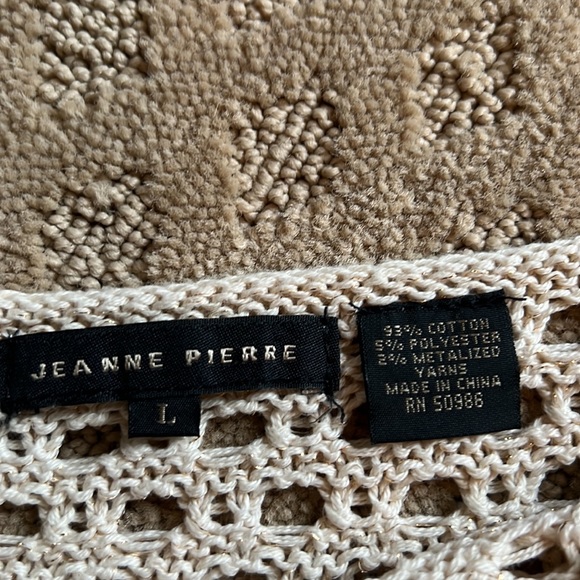 JEANNE PIERRE
L
93% COTTON
5% POLYESTER
2% METALIZED
YARNS
MADE IN CHINA
RN 50986